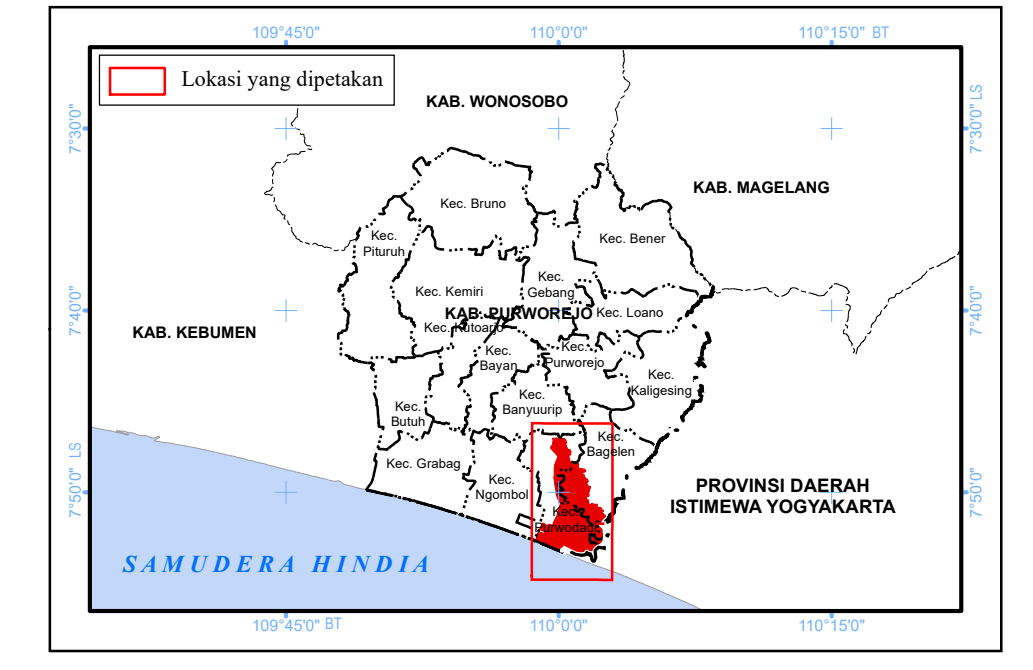 109°45'0"
110°0'0"
110°15'0" BT
Lokasi yang dipetakan
KAB. WONOSOBO
7°30'0"
7°30'0" LS
KAB. MAGELANG
Kec. Bruno
Kec.
Pituruh
Kec. Bener
Kec.
Gebang
Kec. Kemiri
Kec. Loano
KAB. PURWOREJO
7°40'0"
7°40'0"
KAB. KEBUMEN
Kec. Kutoarjo
Kec.
Bayan
Kec.
Purworejo
Kec.
Kaligesing
Kec.
Banyuurip
Kec.
Butuh
Kec.
Bagelen
Kec. Grabag
Kec.
Ngombol
7°50'0" LS
7°50'0"
PROVINSI DAERAH
ISTIMEWA YOGYAKARTA
Kec.
Purwodadi
SAMUDERA HINDIA
109°45'0" BT
110°0'0"
110°15'0"